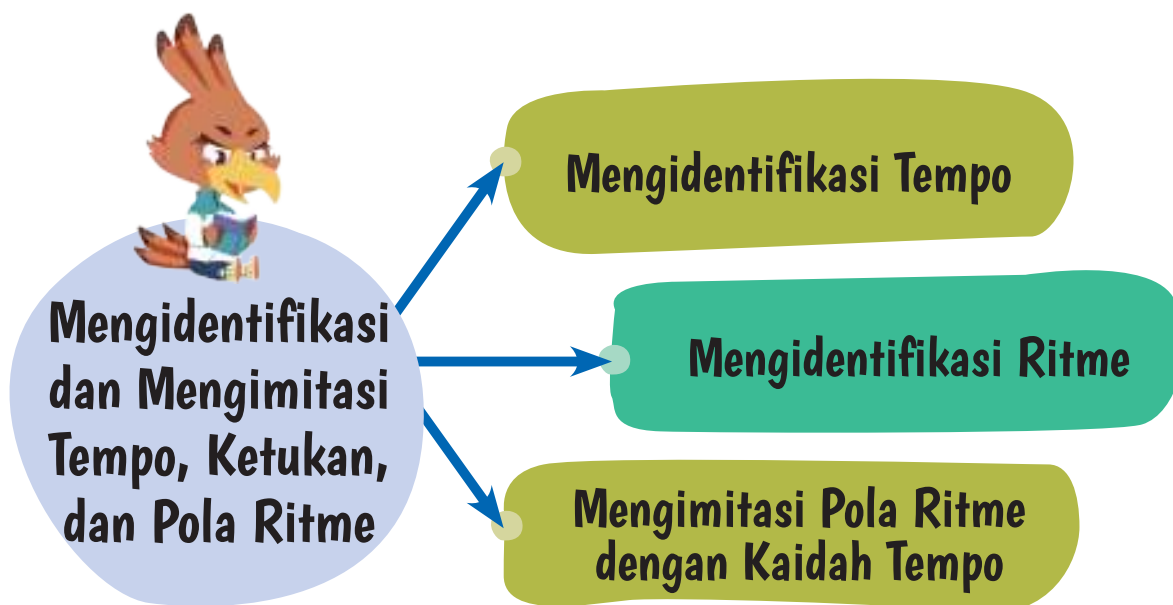 Mengidentifikasi
dan Mengimitasi
Tempo, Ketukan,
dan Pola Ritme
Mengidentifikasi Tempo
Mengidentifikasi Ritme
Mengimitasi Pola Ritme
dengan Kaidah Tempo